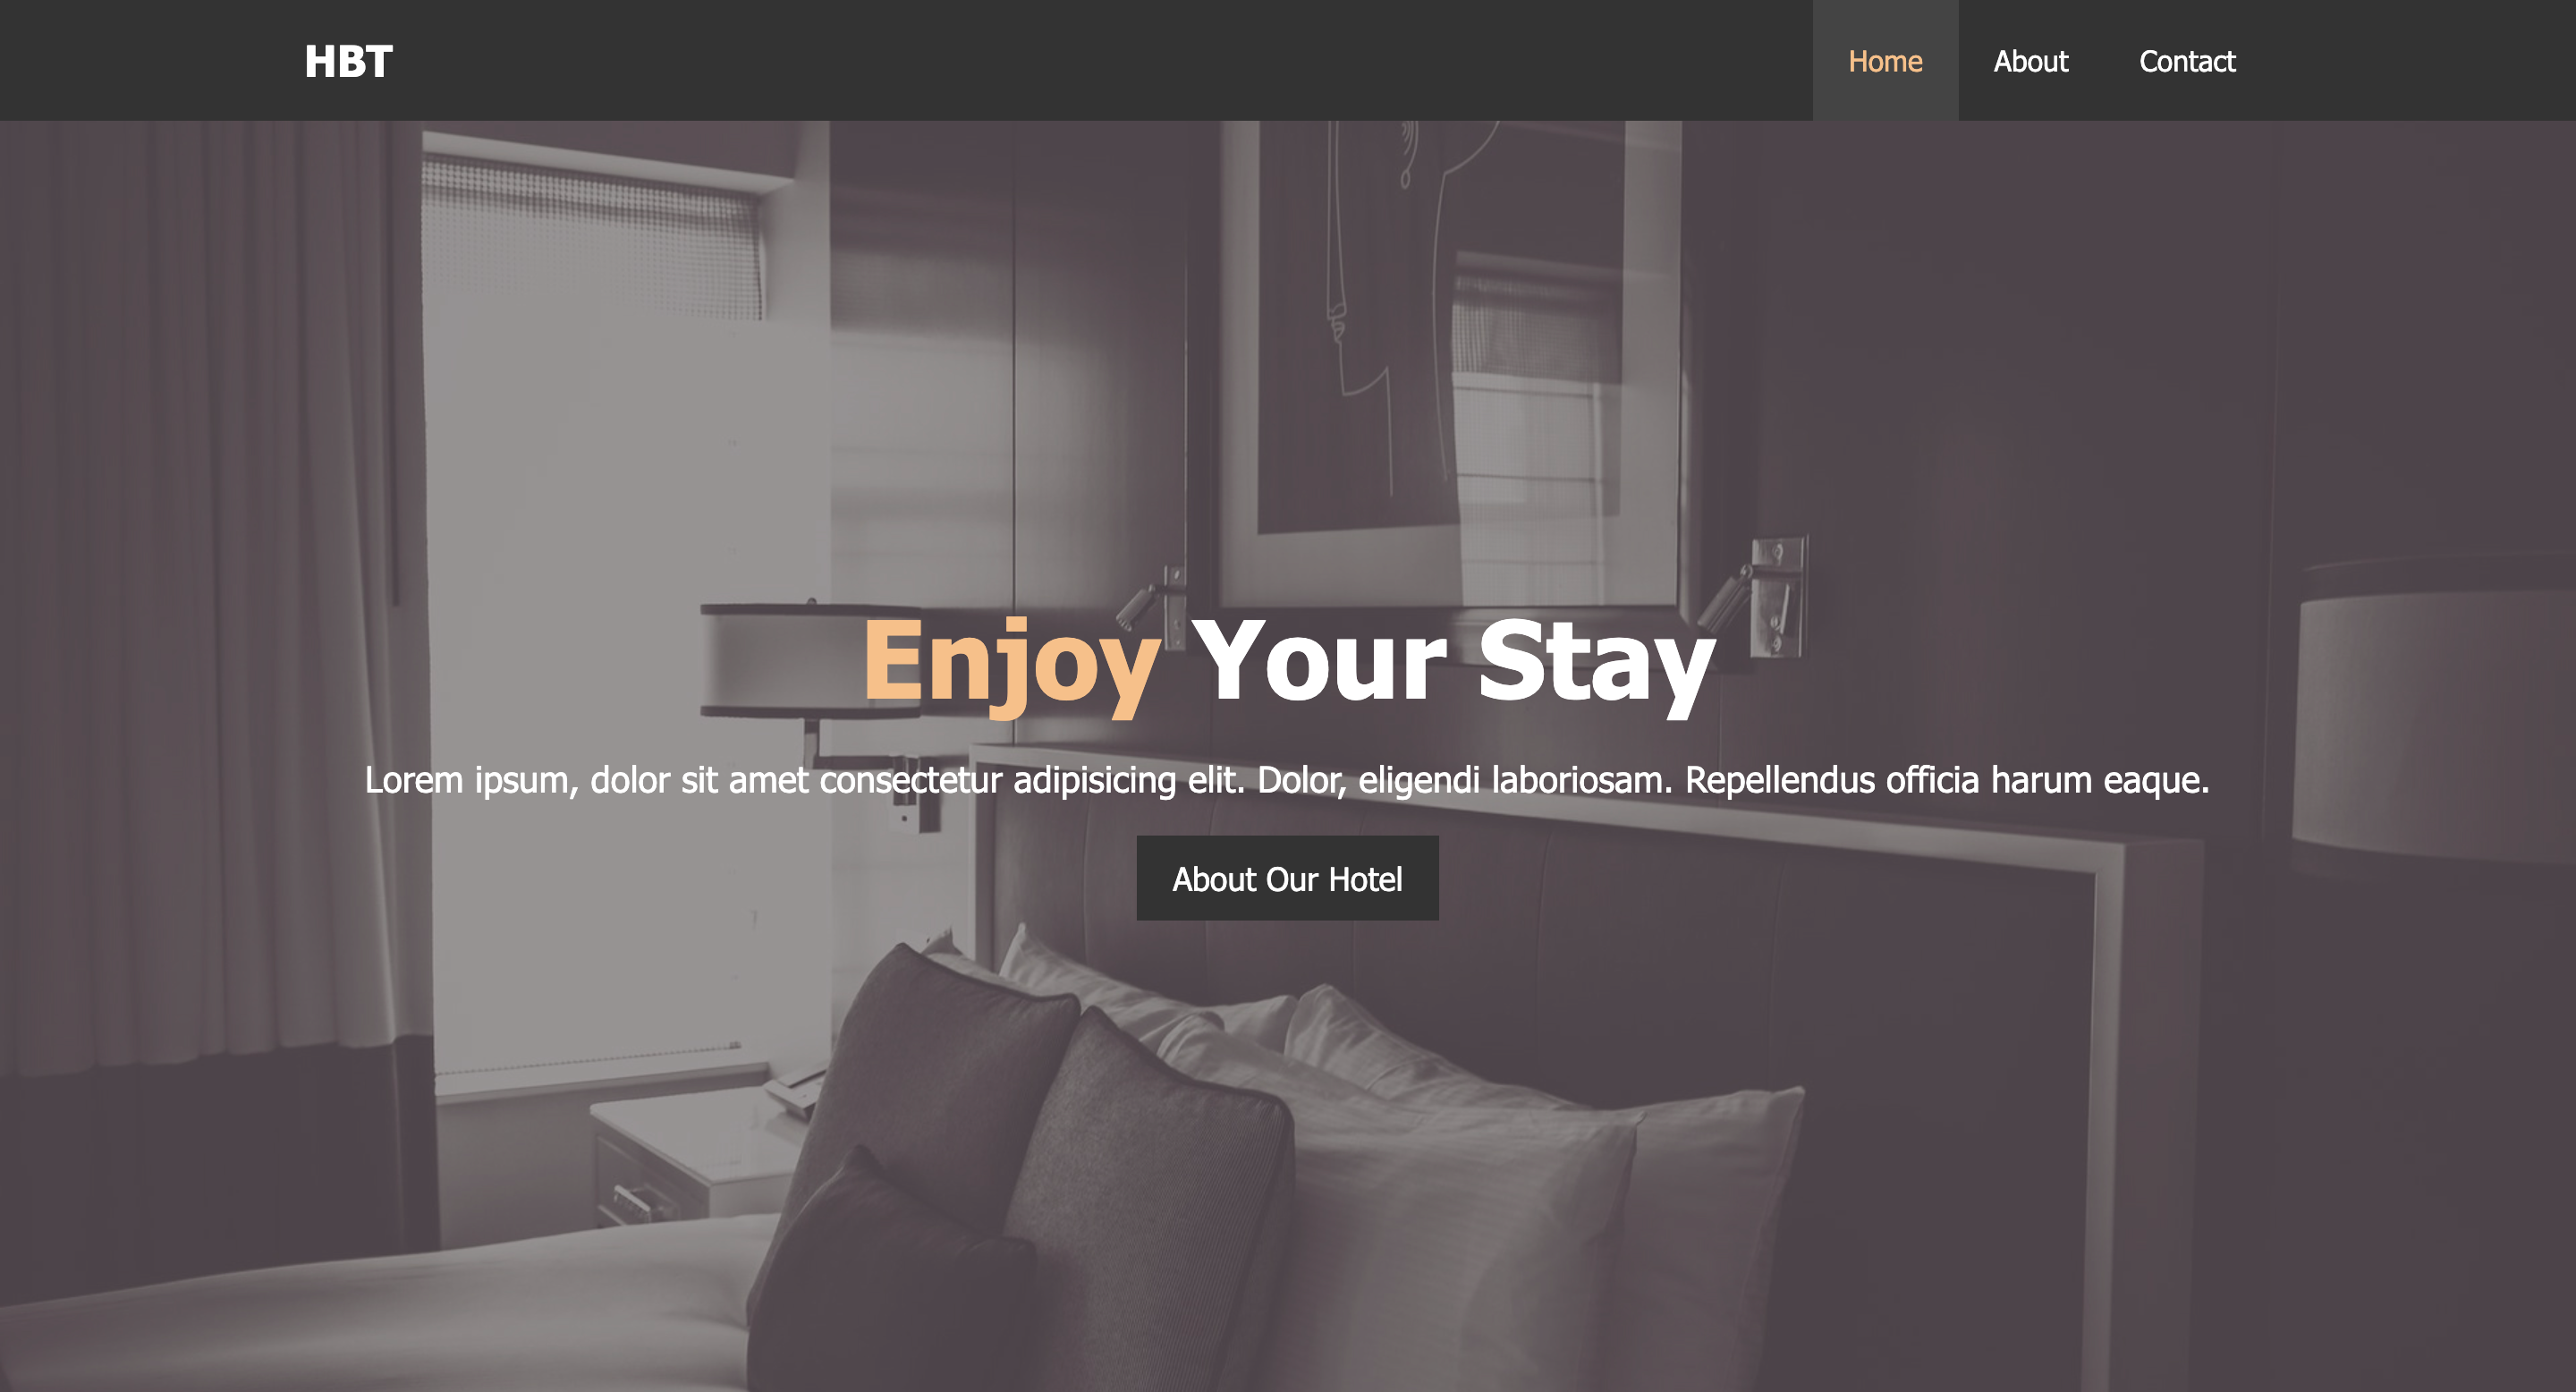 HBT
Home About Contact
Enjoy Your Stay
Lorem ipsum, dolor sit amet consectetur adipisicing elit. Dolor, eligendi laboriosam. Repellendus officia harum eaque.
About Our Hotel